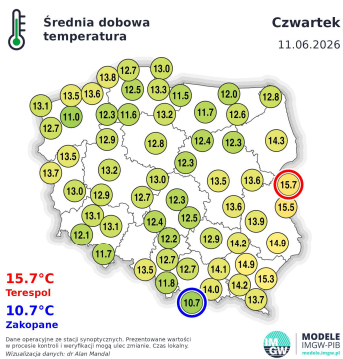 Średnia dobowa
temperatura
Czwartek
11.06.2026
13.8 12.7 13.0
13.1 13.5 13.6 12.5 13.3 11.5 12.0 12.8
11.0 12.3 11.6 13.2 11.7 12.6
12.7 12.9 12.8 12.4 12.3 14.3
13.5 12.3
13.7 13.2 13.0 13.5 13.6 15.7
13.0 12.9 12.7 12.3 13.6 15.5
13.1 13.1 12.4 12.5 13.9
12.1 12.2 12.9 14.2 14.9
11.7 12.7 14.1 14.9
13.5 12.7 15.3
11.8 14.0 14.2
10.7 13.7
15.7°C
Terespol
10.7°C
Zakopane
Dane operacyjne ze stacji synoptycznych. Prezentowane wartości
w procesie kontroli i weryfikacji mogą ulec zmianie. Czas lokalny.
Wizualizacja danych: dr Alan Mandal
IM
GW
MODELE
IMGW-PIB